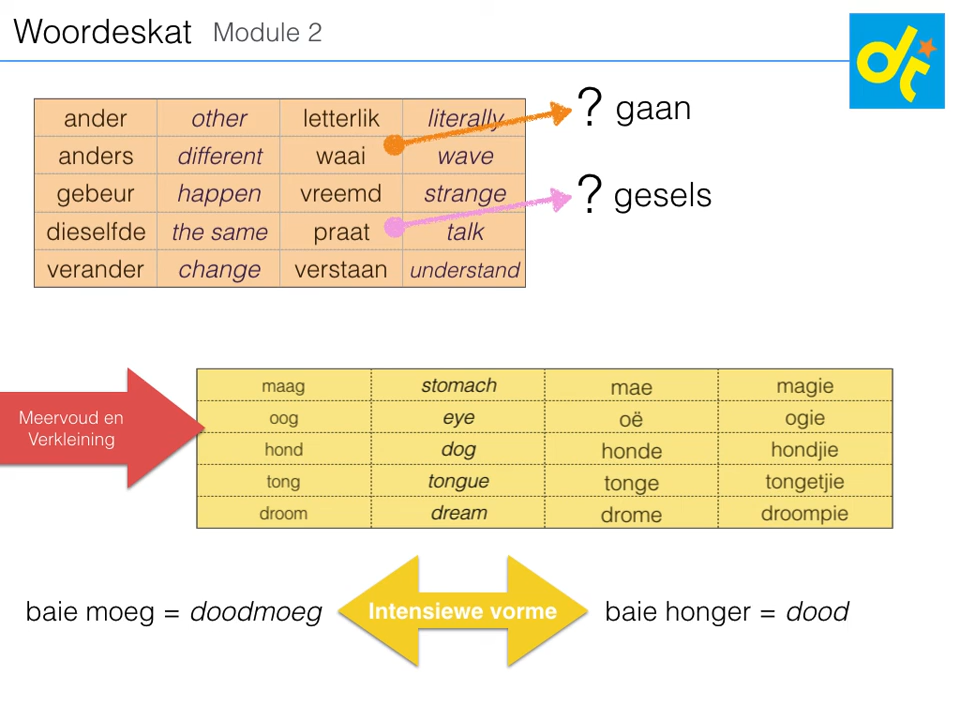 Woordeskat Module 2
dt
ander other letterlik literally
? gaan
anders different waai wave
gebeur happen vreemd strange
? gesels
dieselfde the same praat talk
verander change verstaan understand
maag stomach mae magie
Meervoud en
Verkleining
oog eye oë ogie
hond dog honde hondjie
tong tongue tonge tongetjie
droom dream drome droompie
baie moeg = doodmoeg
Intensiewe vorme
baie honger = dood